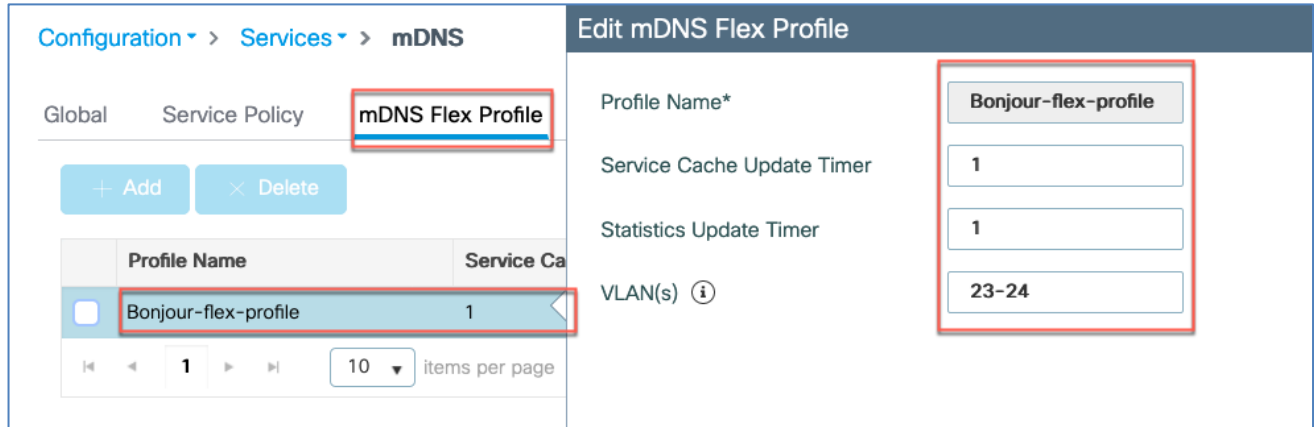 Configuration > Services > mDNS
Global Service Policy mDNS Flex Profile
+ Add × Delete
Profile Name Service Ca
Bonjour-flex-profile 1
1 10 items per page
Edit mDNS Flex Profile
Profile Name* Bonjour-flex-profile
Service Cache Update Timer 1
Statistics Update Timer 1
VLAN(s) i 23-24